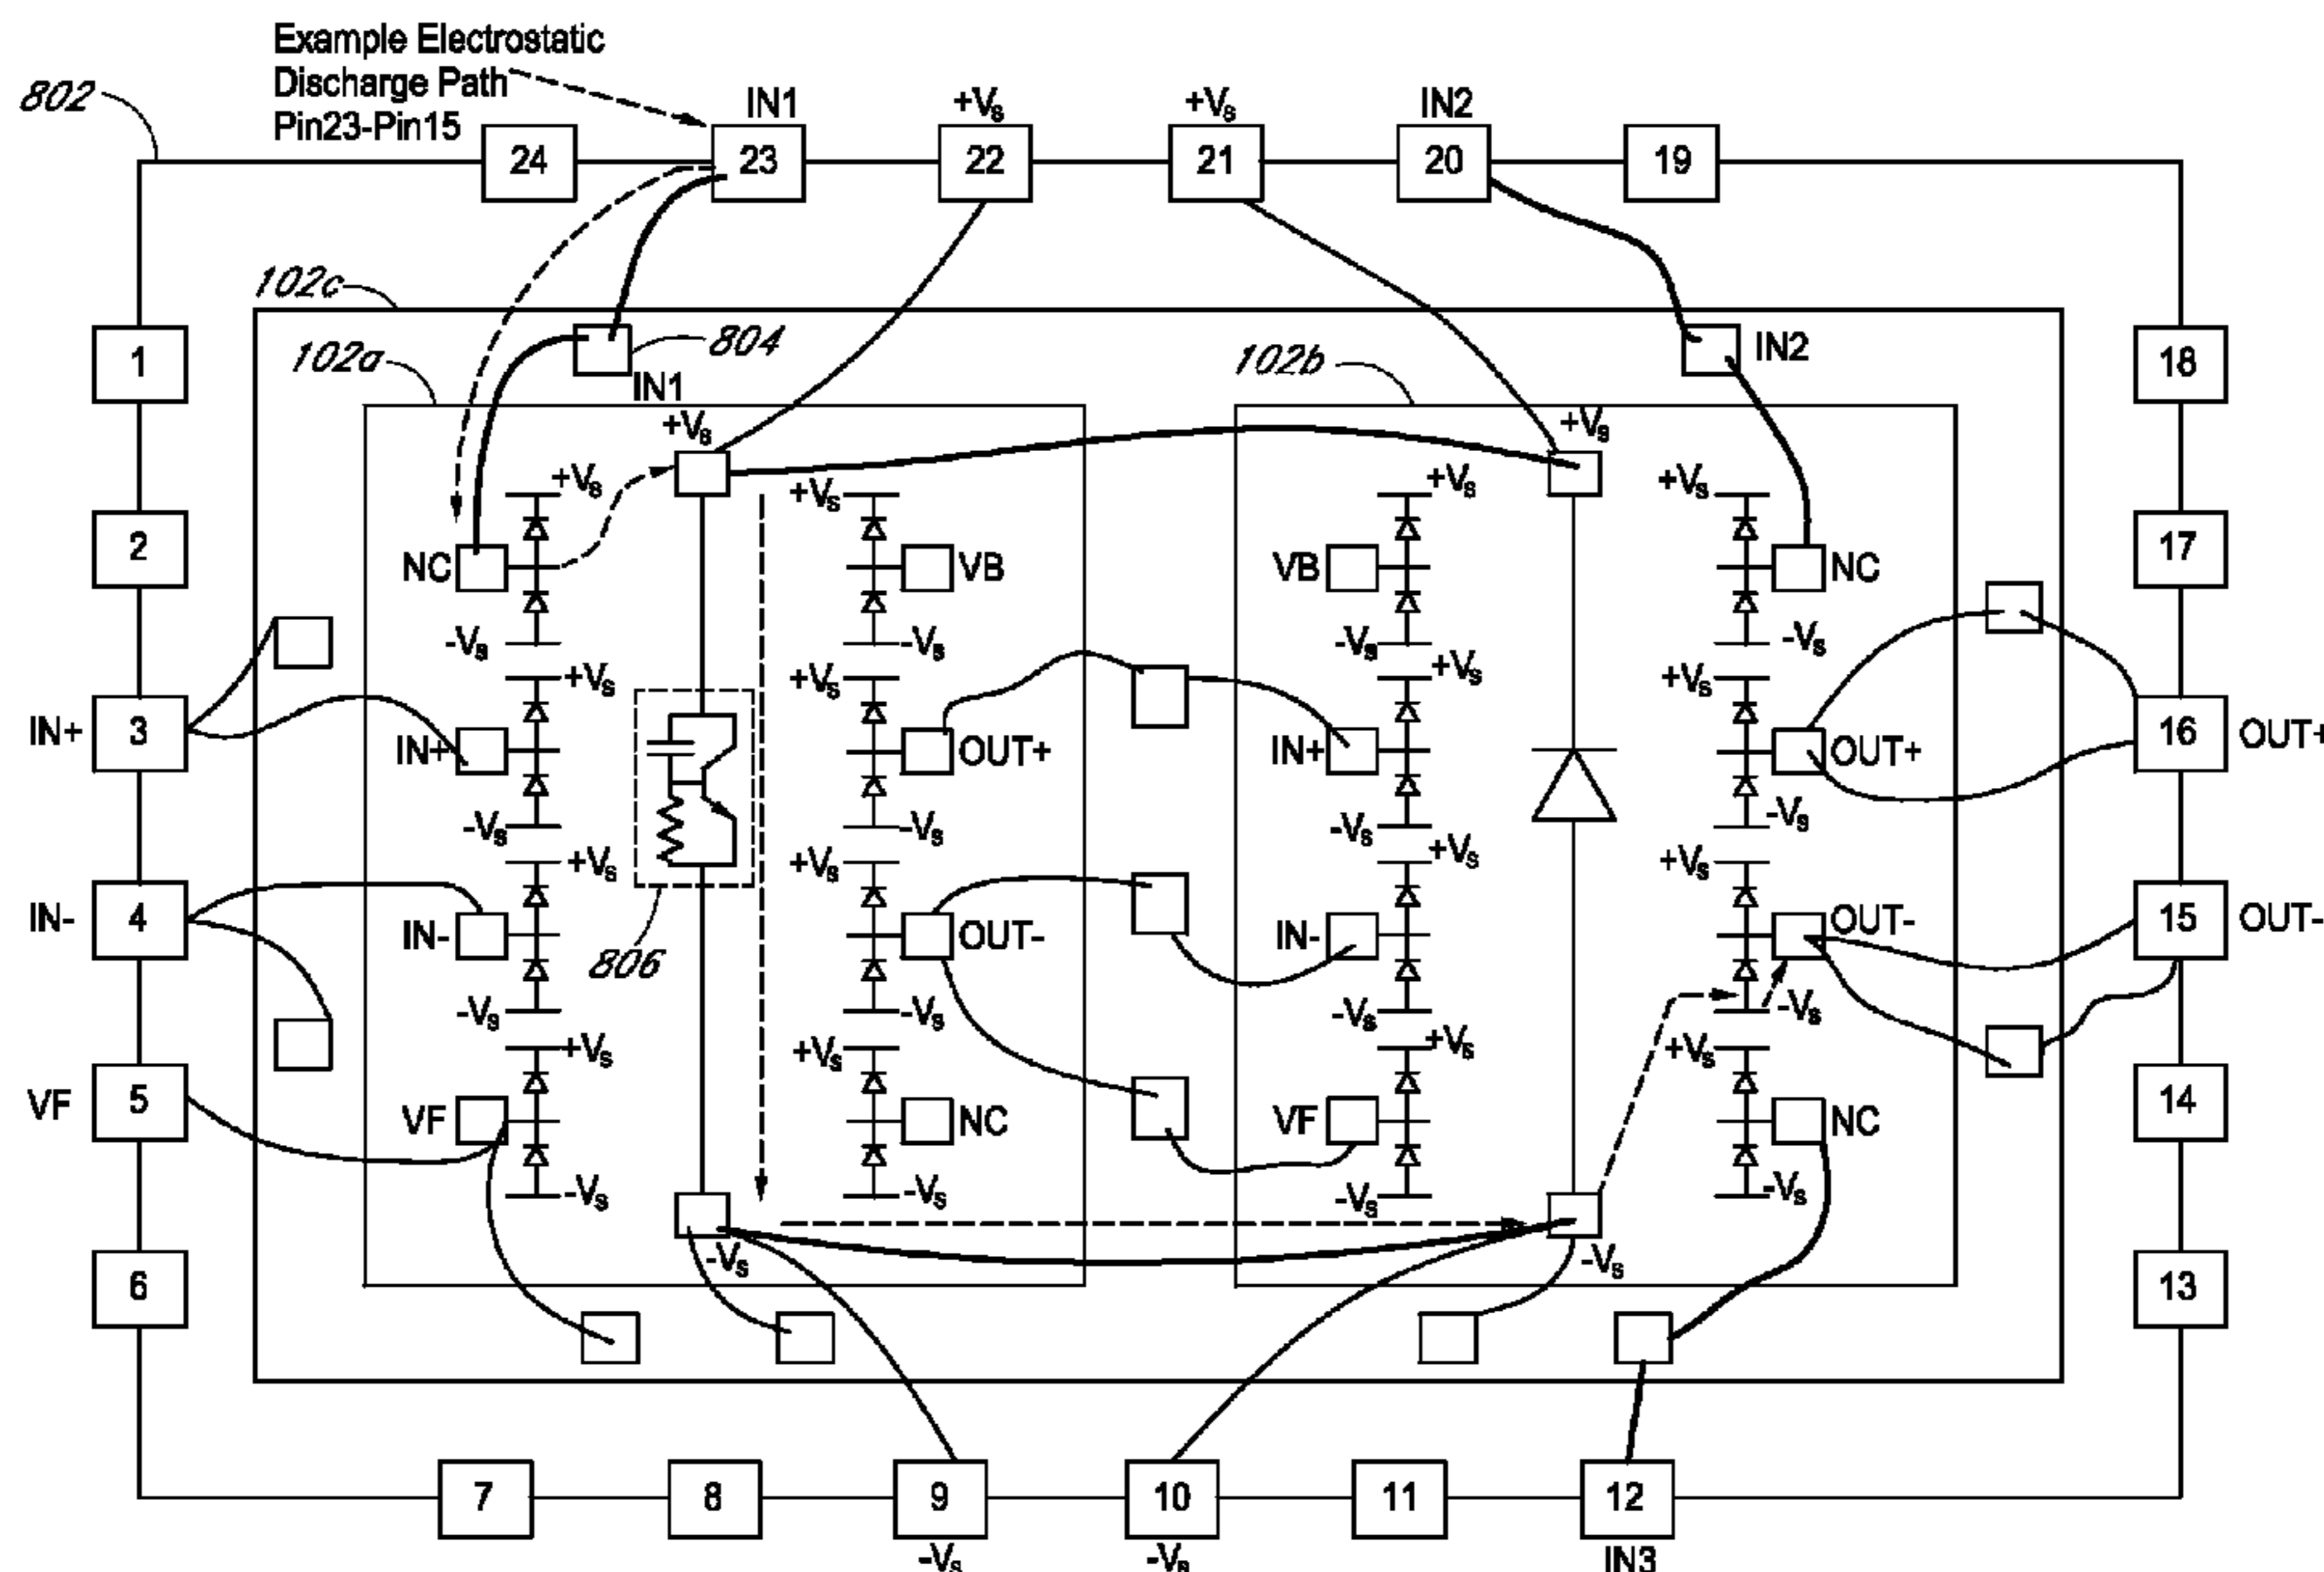 Example Electrostatic
Discharge Path
Pin23-Pin15
802
IN1
+Vs
+Vs
IN2
24
23
22
21
20
19
102c
804
IN1
102a
102b
IN2
1
18
+Vs
+Vs
+Vs
+Vs
+Vs
+Vs
2
17
NC
VB
VB
NC
-Vs
-Vs
-Vs
-Vs
+Vs
+Vs
+Vs
+Vs
IN+
3
IN+
OUT+
IN+
OUT+
16
OUT+
-Vs
-Vs
-Vs
-Vs
+Vs
+Vs
+Vs
+Vs
IN-
4
IN-
806
OUT-
IN-
OUT-
15
OUT-
-Vs
-Vs
-Vs
-Vs
+Vs
+Vs
+Vs
+Vs
VF
5
VF
NC
VF
NC
14
-Vs
-Vs
-Vs
-Vs
-Vs
-Vs
6
13
7
8
9
10
11
12
-Vs
-Vs
IN3